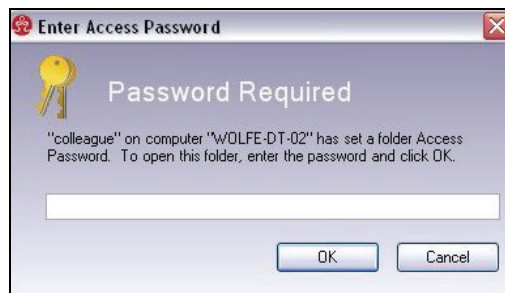 Enter Access Password
Password Required
"colleague" on computer "WOLFE-DT-02" has set a folder Access
Password. To open this folder, enter the password and click OK.
OK
Cancel